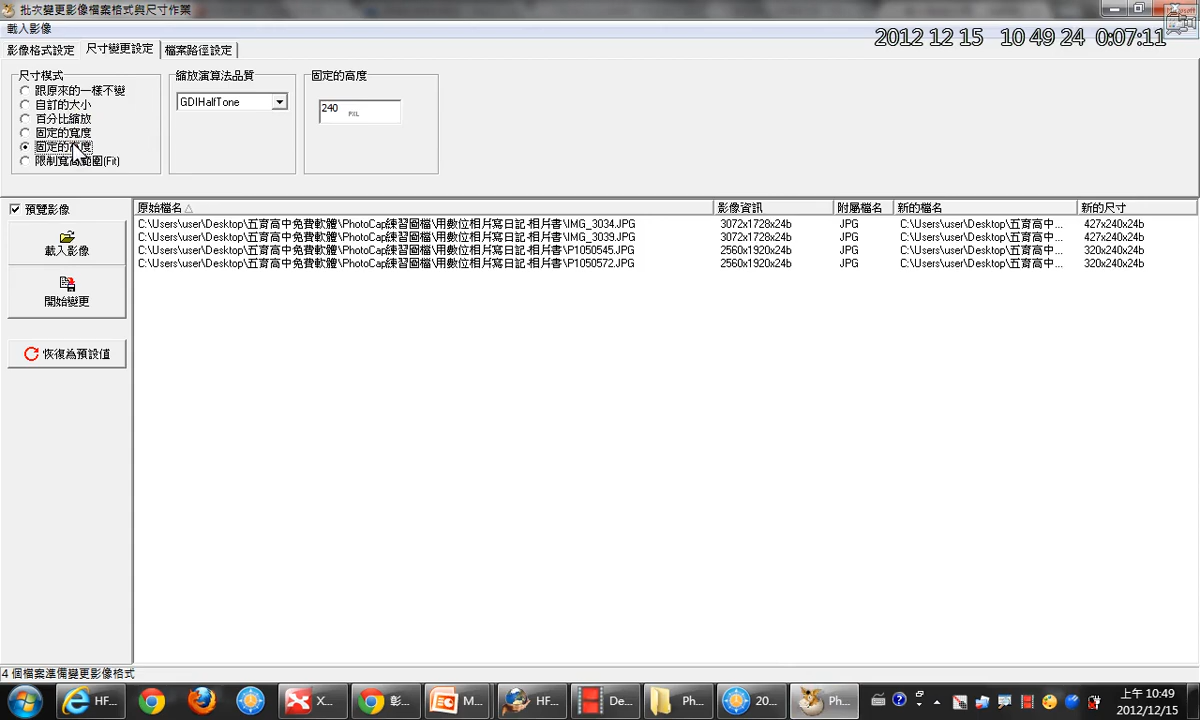 批次變更影像檔案格式與尺寸作業
載入影像
2012 12 15 10 49 24 0:07:11
影像格式設定 尺寸變更設定 檔案路徑設定
尺寸模式
跟原來的一樣不變
自訂的大小
百分比縮放
固定的寬度
固定的高度
限制寬高範圍(Fit)
縮放演算法品質
GDIHalfTone
固定的高度
240 PXL
預覽影像
載入影像
開始變更
恢復為預設值
原始檔名 影像資訊 附屬檔名 新的檔名 新的尺寸
C:\Users\user\Desktop\五育高中免費軟體\PhotoCap練習圖檔\用數位相片寫日記-相片書\IMG_3034.JPG 3072x1728x24b JPG C:\Users\user\Desktop\五育高中... 427x240x24b
C:\Users\user\Desktop\五育高中免費軟體\PhotoCap練習圖檔\用數位相片寫日記-相片書\IMG_3039.JPG 3072x1728x24b JPG C:\Users\user\Desktop\五育高中... 427x240x24b
C:\Users\user\Desktop\五育高中免費軟體\PhotoCap練習圖檔\用數位相片寫日記-相片書\P1050545.JPG 2560x1920x24b JPG C:\Users\user\Desktop\五育高中... 320x240x24b
C:\Users\user\Desktop\五育高中免費軟體\PhotoCap練習圖檔\用數位相片寫日記-相片書\P1050572.JPG 2560x1920x24b JPG C:\Users\user\Desktop\五育高中... 320x240x24b
4 個檔案準備變更影像格式
HF... X... 彰... M... HF... De... Ph... 20... Ph...
上午 10:49
2012/12/15